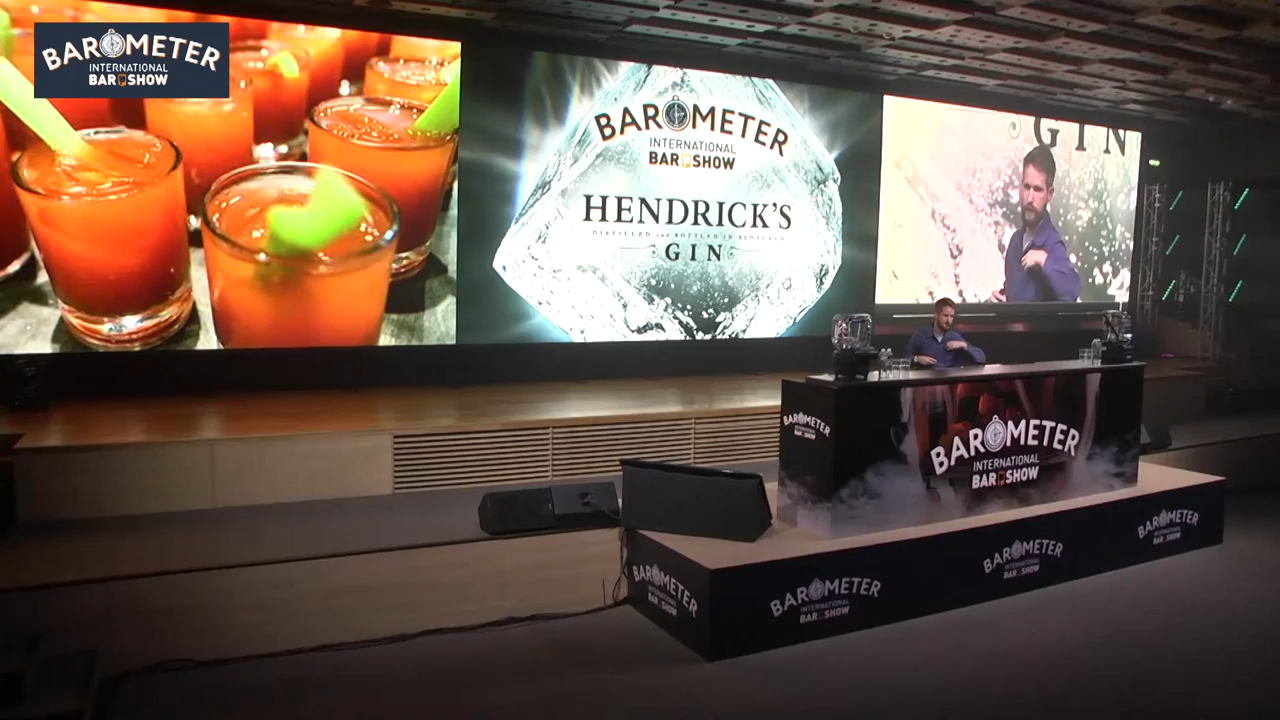 BAROMETER
INTERNATIONAL
BAR SHOW
BAROMETER
INTERNATIONAL
BAR SHOW
HENDRICK'S
DISTILLED AND BOTTLED IN SCOTLAND
GIN
GIN
BAROMETER
INTERNATIONAL
BAR SHOW
BAROMETER
INTERNATIONAL
BAR SHOW
BAROMETER
INTERNATIONAL
BAR SHOW
BAROMETER
INTERNATIONAL
BAR SHOW
BAROMETER
INTERNATIONAL
BAR SHOW
BAROMETER
INTERNATIONAL
BAR SHOW